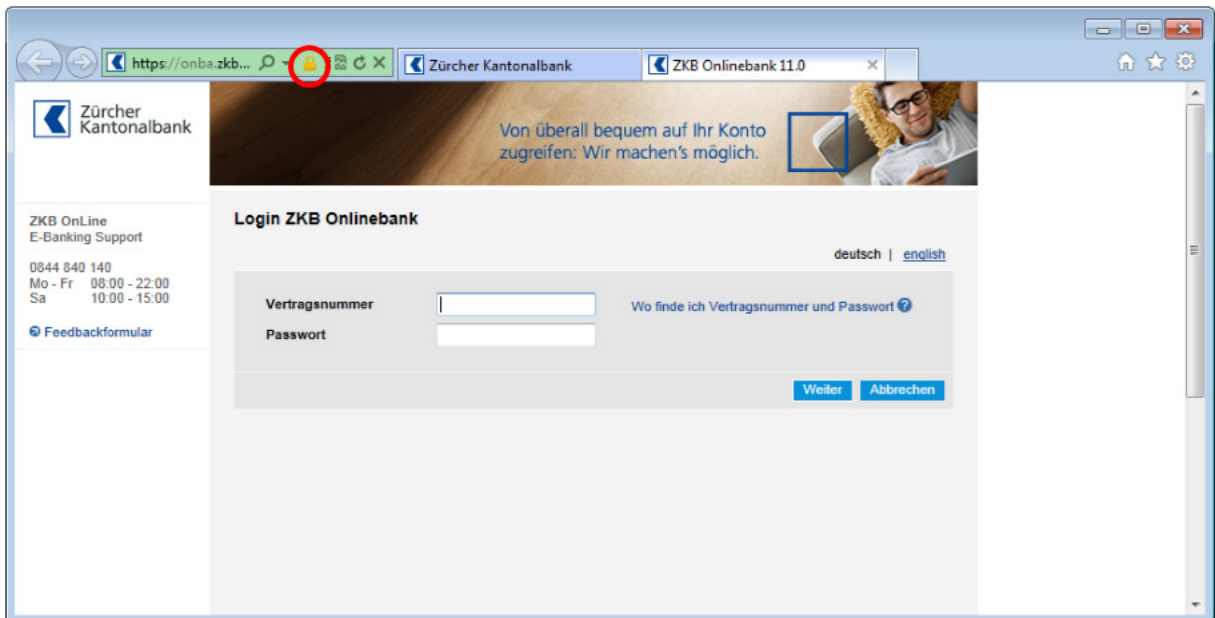 https://onba.zkb...
Zürcher Kantonalbank
ZKB Onlinebank 11.0
Zürcher
Kantonalbank
Von überall bequem auf Ihr Konto
zugreifen: Wir machen's möglich.
ZKB OnLine
E-Banking Support
0844 840 140
Mo - Fr 08:00 - 22:00
Sa 10:00 - 15:00
Feedbackformular
Login ZKB Onlinebank
deutsch | english
Vertragsnummer
Wo finde ich Vertragsnummer und Passwort
Passwort
Weiter Abbrechen